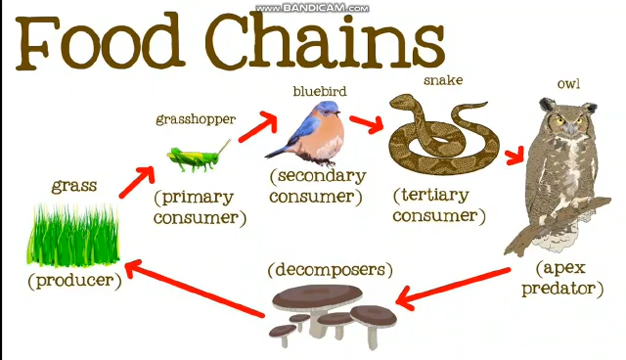 www.BANDICAM.com
Food Chains
snake
owl
bluebird
grasshopper
grass
(primary
consumer)
(secondary
consumer)
(tertiary
consumer)
(producer)
(decomposers)
(apex
predator)